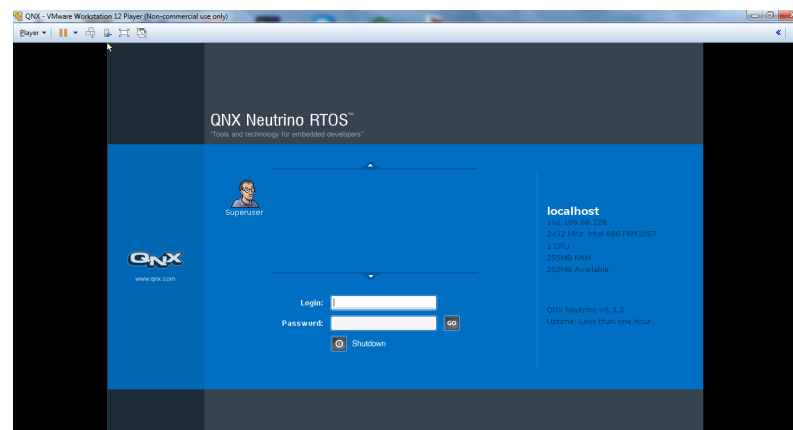 QNX - VMware Workstation 12 Player (Non-commercial use only)
Player
QNX Neutrino RTOS™
"Tools and technology for embedded developers"
Superuser
QNX
www.qnx.com
localhost
192.168.88.128
2492 Mhz Intel 686 F6M10S7
1 CPU
255MB RAM
202MB Available
Login:
Password:
GO
Shutdown
QNX Neutrino v6.3.2
Uptime: Less than one hour.